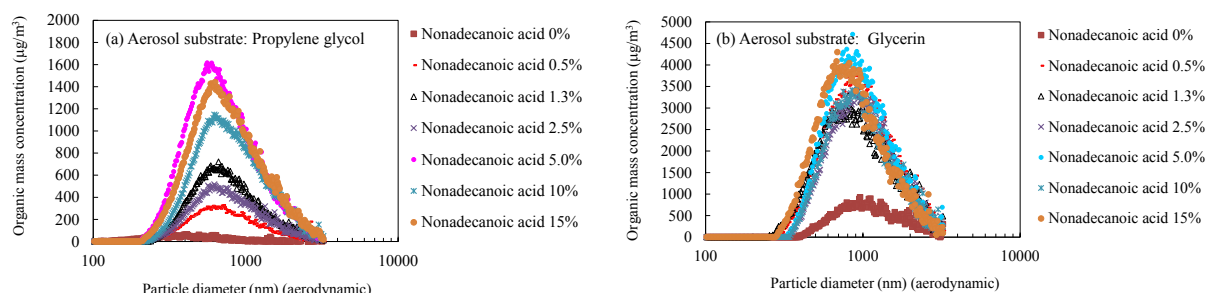 (a) Aerosol substrate: Propylene glycol
Organic mass concentration (µg/m³)
2000
1800
1600
1400
1200
1000
800
600
400
200
0
100
1000
10000
Particle diameter (nm) (aerodynamic)
Nonadecanoic acid 0%
Nonadecanoic acid 0.5%
Nonadecanoic acid 1.3%
Nonadecanoic acid 2.5%
Nonadecanoic acid 5.0%
Nonadecanoic acid 10%
Nonadecanoic acid 15%
(b) Aerosol substrate: Glycerin
Organic mass concentration (µg/m³)
5000
4500
4000
3500
3000
2500
2000
1500
1000
500
0
100
1000
10000
Particle diameter (nm) (aerodynamic)
Nonadecanoic acid 0%
Nonadecanoic acid 0.5%
Nonadecanoic acid 1.3%
Nonadecanoic acid 2.5%
Nonadecanoic acid 5.0%
Nonadecanoic acid 10%
Nonadecanoic acid 15%